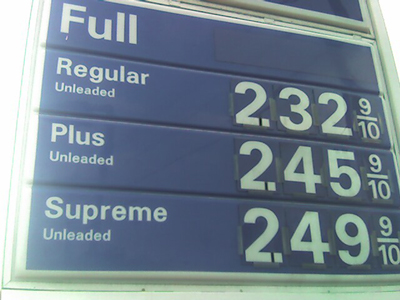 Full
Regular
Unleaded
2.32 9/10
Plus
Unleaded
2.45 9/10
Supreme
Unleaded
2.49 9/10